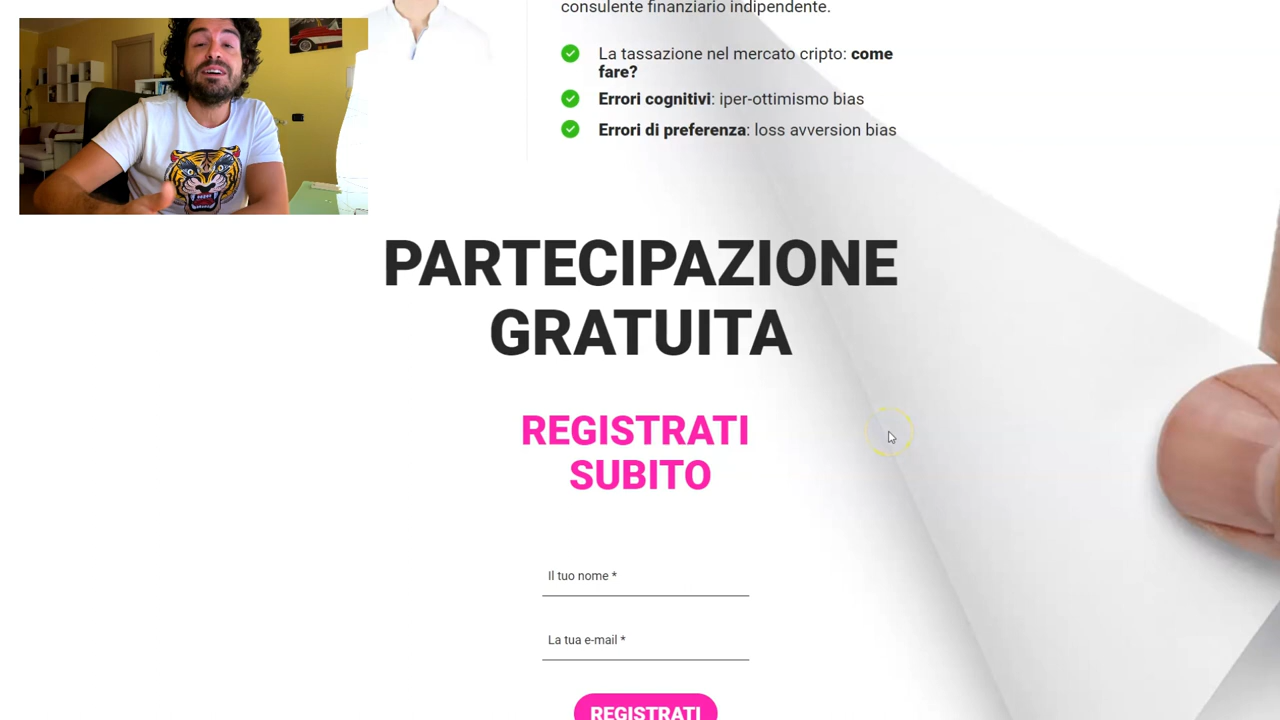 consulente finanziario indipendente.
La tassazione nel mercato cripto: come
fare?
Errori cognitivi: iper-ottimismo bias
Errori di preferenza: loss avversion bias
PARTECIPAZIONE
GRATUITA
REGISTRATI
SUBITO
Il tuo nome *
La tua e-mail *
REGISTRATI